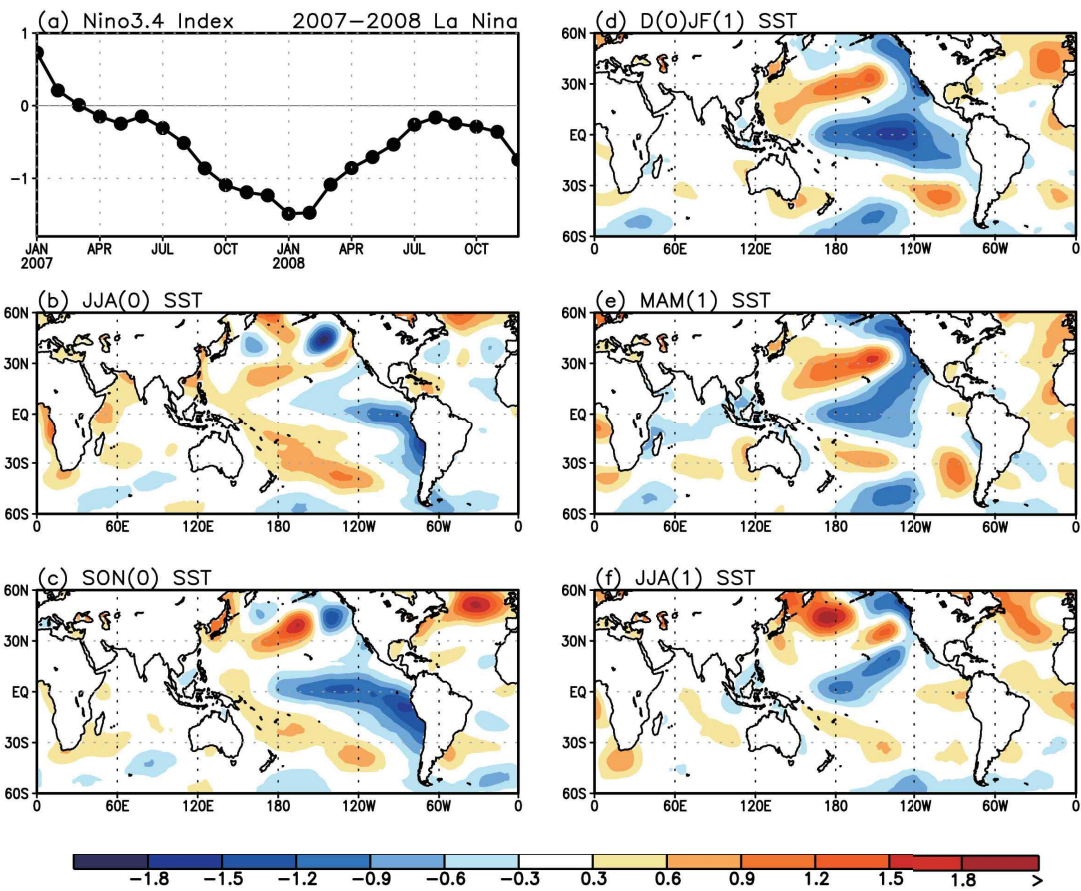 (a) Nino3.4 Index 2007−2008 La Nina
1
0
−1
JAN APR JUL OCT JAN APR JUL OCT
2007 2008
(b) JJA(0) SST
60N
30N
EQ
30S
60S
0 60E 120E 180 120W 60W 0
(c) SON(0) SST
60N
30N
EQ
30S
60S
0 60E 120E 180 120W 60W 0
(d) D(0)JF(1) SST
60N
30N
EQ
30S
60S
0 60E 120E 180 120W 60W 0
(e) MAM(1) SST
60N
30N
EQ
30S
60S
0 60E 120E 180 120W 60W 0
(f) JJA(1) SST
60N
30N
EQ
30S
60S
0 60E 120E 180 120W 60W 0
−1.8 −1.5 −1.2 −0.9 −0.6 −0.3 0.3 0.6 0.9 1.2 1.5 1.8 >